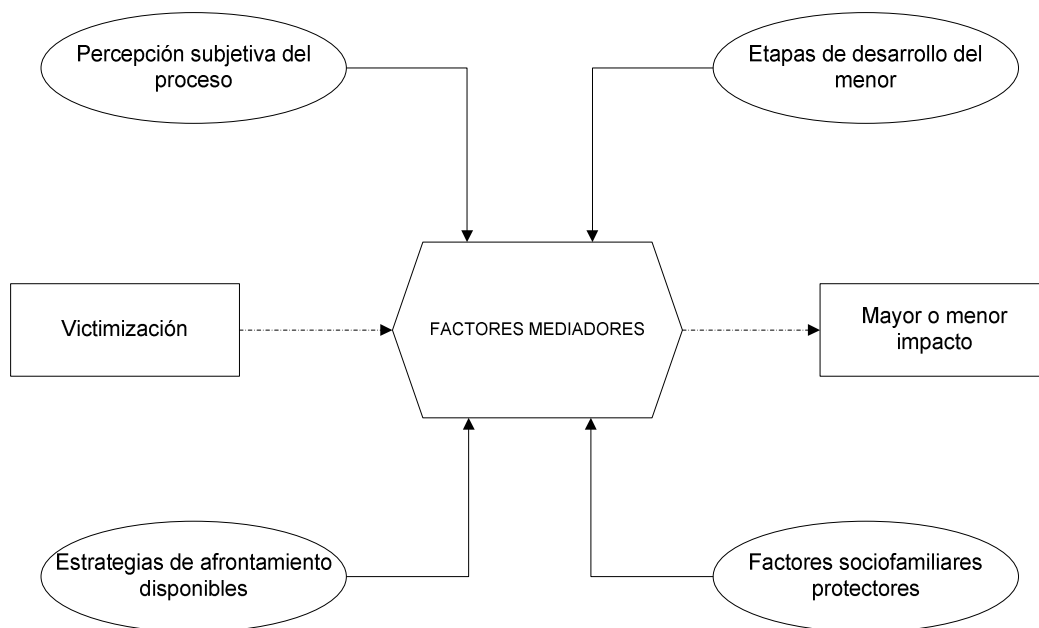 Percepción subjetiva del
proceso
Etapas de desarrollo del
menor
Victimización
FACTORES MEDIADORES
Mayor o menor
impacto
Estrategias de afrontamiento
disponibles
Factores sociofamiliares
protectores